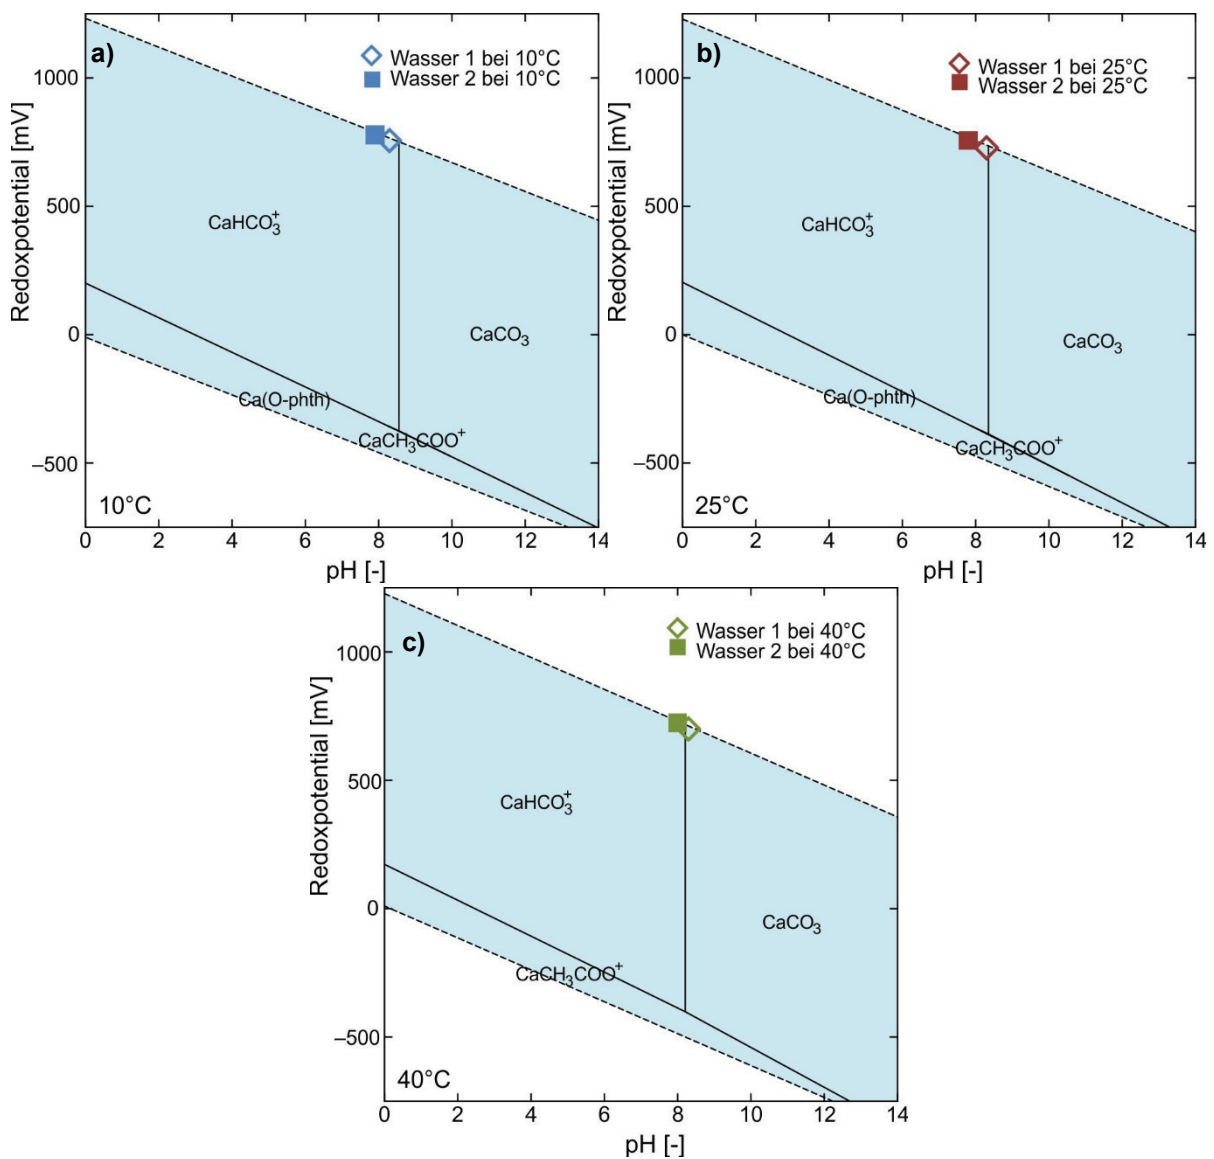 a)
Wasser 1 bei 10°C
Wasser 2 bei 10°C
1000
500
0
–500
Redoxpotential [mV]
CaHCO₃⁺
CaCO₃
Ca(O-phth)
CaCH₃COO⁺
10°C
0 2 4 6 8 10 12 14
pH [-]
b)
Wasser 1 bei 25°C
Wasser 2 bei 25°C
1000
500
0
–500
Redoxpotential [mV]
CaHCO₃⁺
CaCO₃
Ca(O-phth)
CaCH₃COO⁺
25°C
0 2 4 6 8 10 12 14
pH [-]
c)
Wasser 1 bei 40°C
Wasser 2 bei 40°C
1000
500
0
–500
Redoxpotential [mV]
CaHCO₃⁺
CaCO₃
CaCH₃COO⁺
40°C
0 2 4 6 8 10 12 14
pH [-]